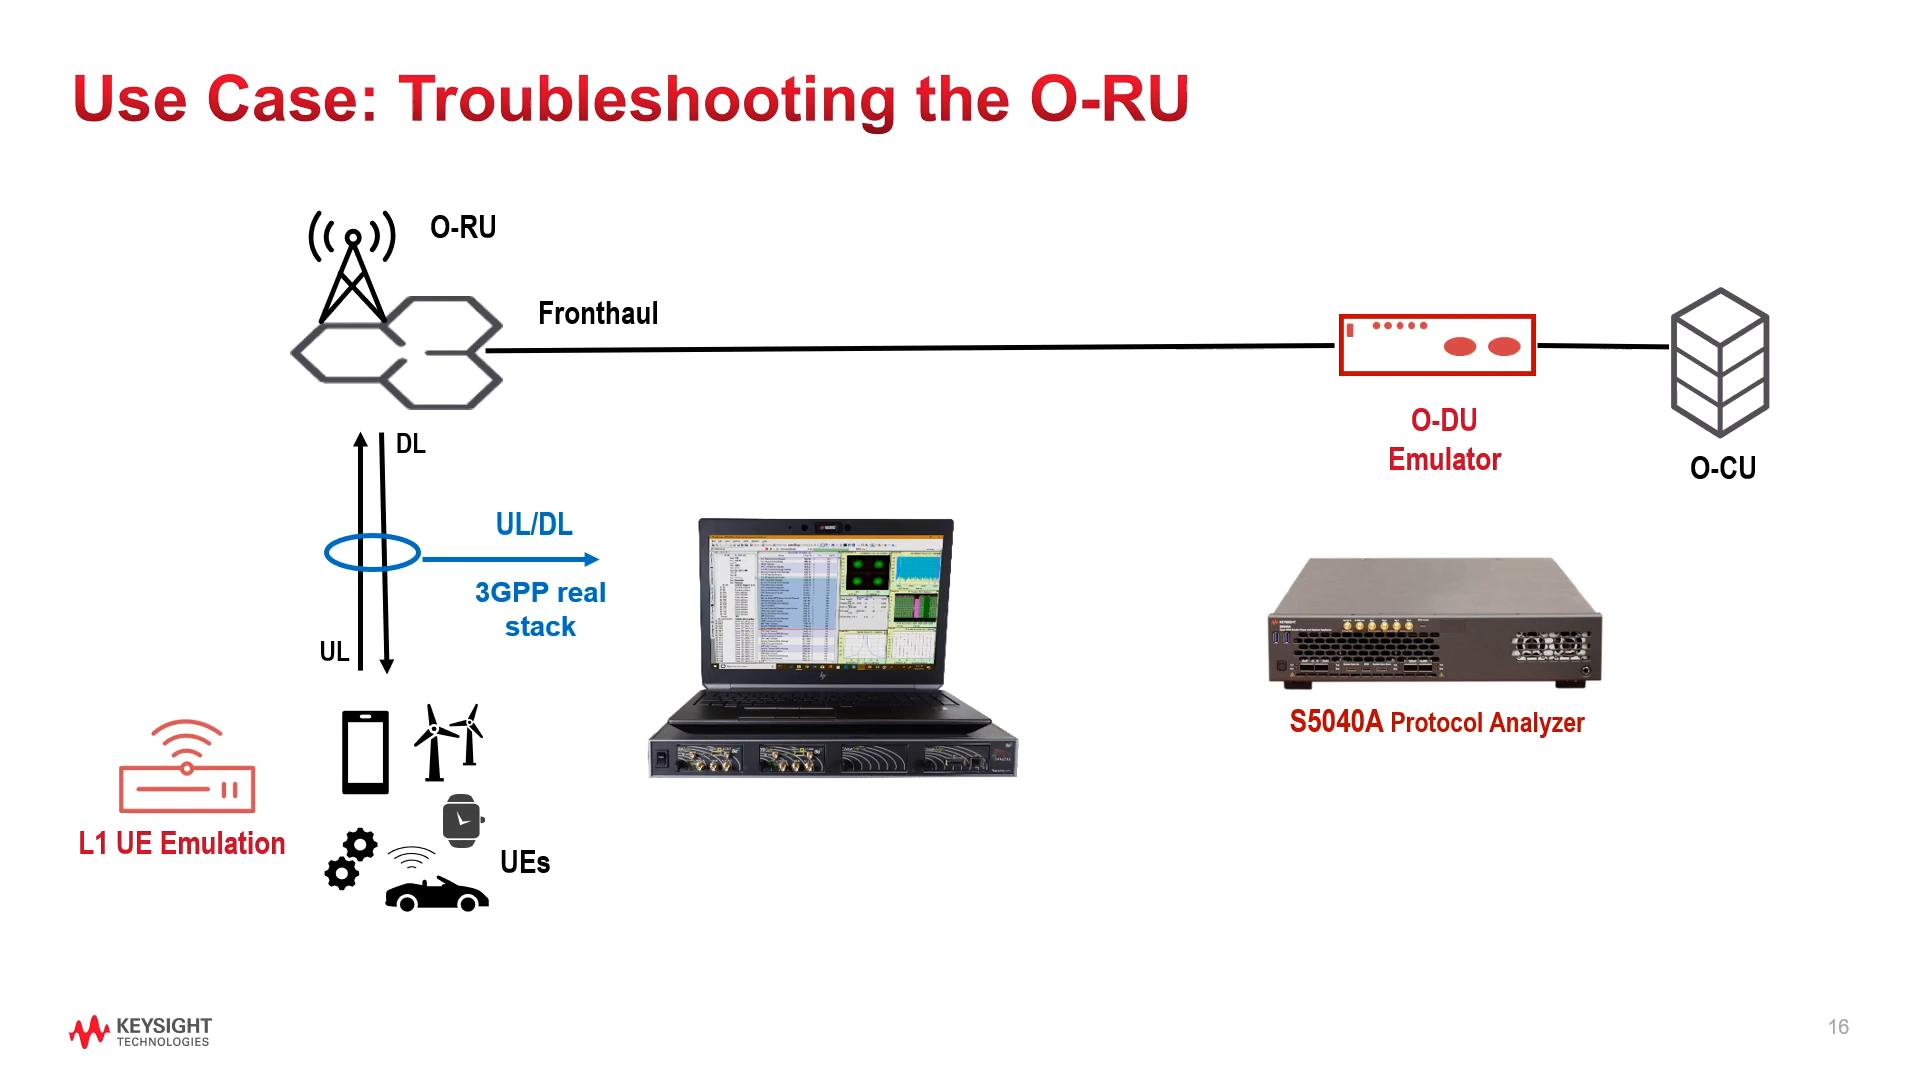 Use Case: Troubleshooting the O-RU
O-RU
Fronthaul
DL
O-DU
Emulator
O-CU
UL/DL
3GPP real
stack
UL
S5040A Protocol Analyzer
L1 UE Emulation
UEs
KEYSIGHT
TECHNOLOGIES
16